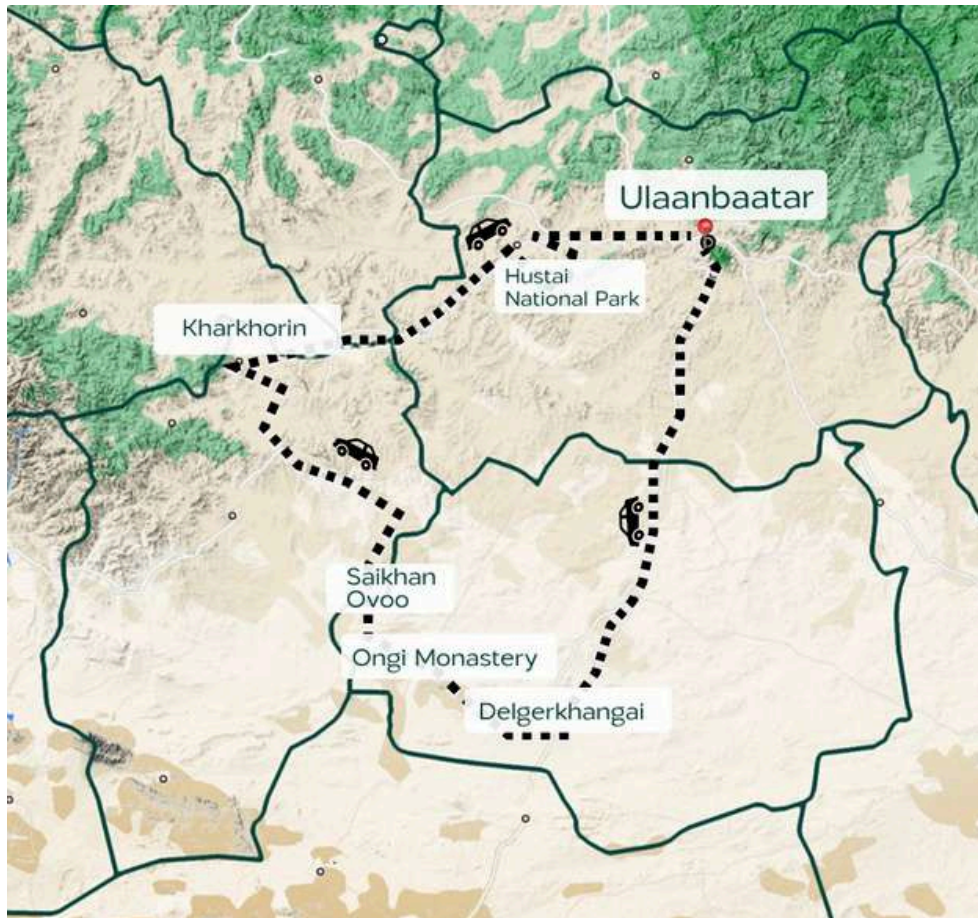 Ulaanbaatar
Hustai
National Park
Kharkhorin
Saikhan
Ovoo
Ongi Monastery
Delgerkhangai